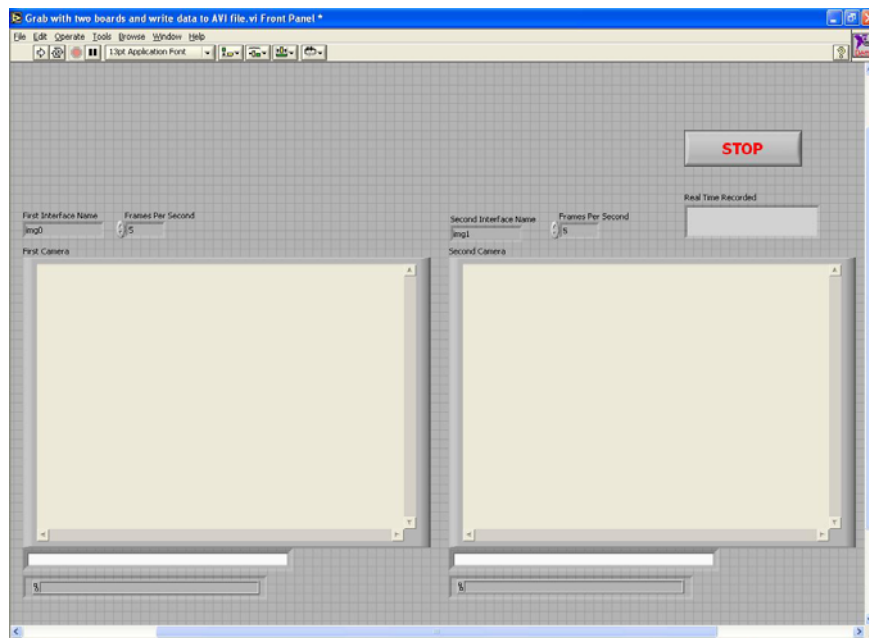 Grab with two boards and write data to AVI file.vi Front Panel *
File Edit Operate Tools Browse Window Help
13pt Application Font
STOP
Real Time Recorded
First Interface Name Frames Per Second
img0 5
Second Interface Name Frames Per Second
img1 5
First Camera
Second Camera
% %